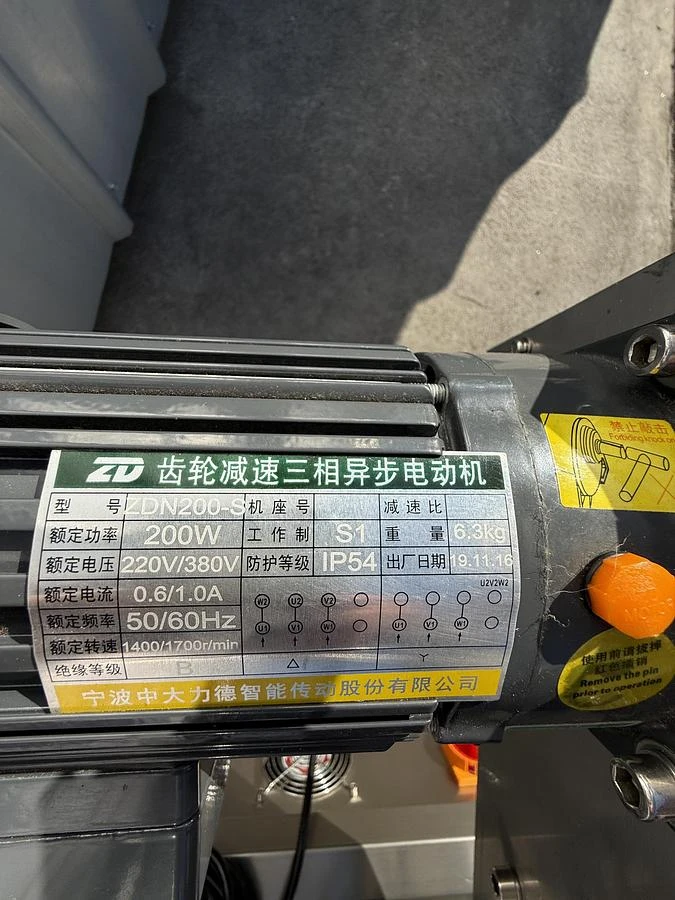 ZD 齿轮减速三相异步电动机
型 号 ZDN200-S 机座号 减速比
额定功率 200W 工作制 S1 重 量 6.3kg
额定电压 220V/380V 防护等级 IP54 出厂日期 19.11.16
额定电流 0.6/1.0A
额定频率 50/60Hz
额定转速 1400/1700r/min
绝缘等级 B
U2V2W2
W2 U2 V2
U1 V1 W1 U1 V1 W1
△ Y
宁波中大力德智能传动股份有限公司
禁止敲击
Forbiding knock on
使用前请拔掉
红色销
Remove the pin
prior to operation